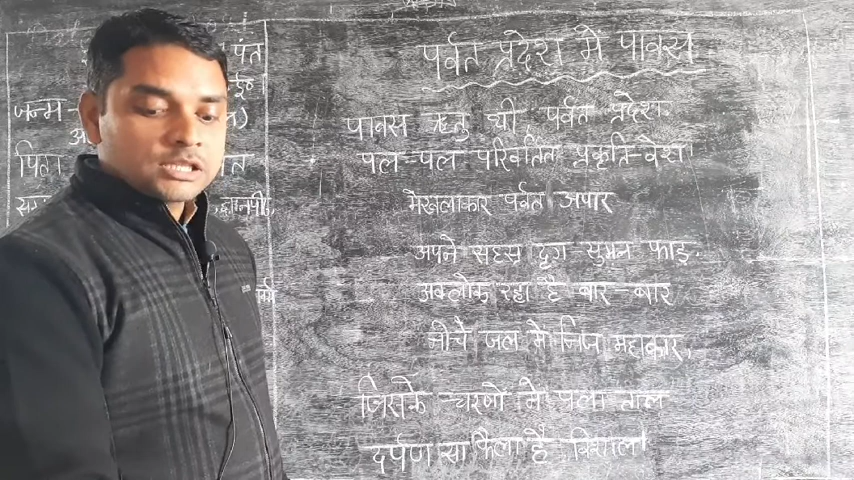 पंत
ई०
जन्म-
पिता
पर्वत प्रदेश में पावस
पावस ऋतु थी, पर्वत प्रदेश,
पल-पल परिवर्तित प्रकृति-वेश।
मेखलाकार पर्वत अपार
अपने सहस्र दृग सुमन फाड़,
अवलोक रहा है बार-बार
नीचे जल मे निज महाकार,
जिसके चरणों में पला ताल
दर्पण सा फैला है विशाल।